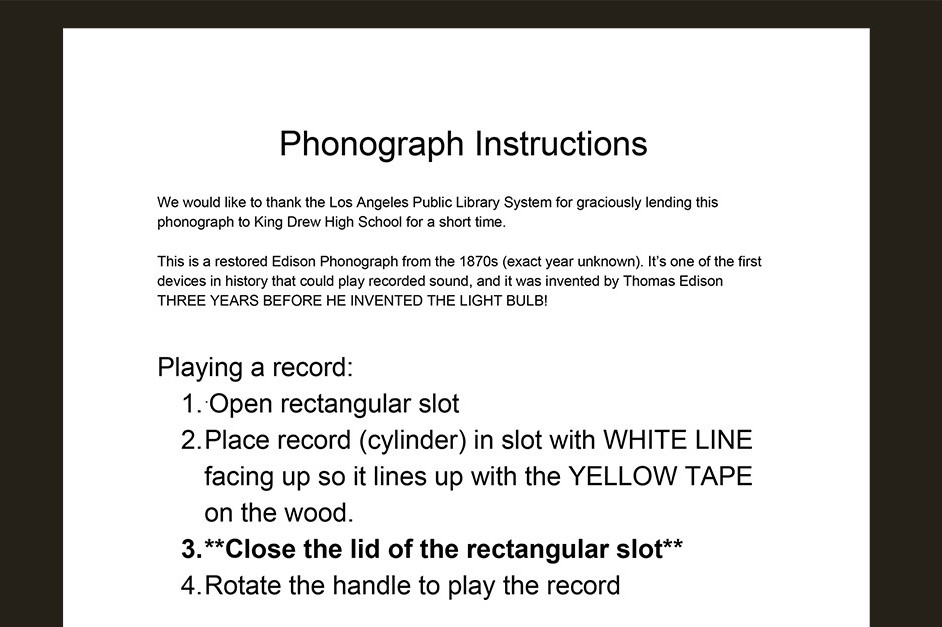 Phonograph Instructions
We would like to thank the Los Angeles Public Library System for graciously lending this
phonograph to King Drew High School for a short time.
This is a restored Edison Phonograph from the 1870s (exact year unknown). It’s one of the first
devices in history that could play recorded sound, and it was invented by Thomas Edison
THREE YEARS BEFORE HE INVENTED THE LIGHT BULB!
Playing a record:
1. Open rectangular slot
2.Place record (cylinder) in slot with WHITE LINE
facing up so it lines up with the YELLOW TAPE
on the wood.
3.**Close the lid of the rectangular slot**
4.Rotate the handle to play the record